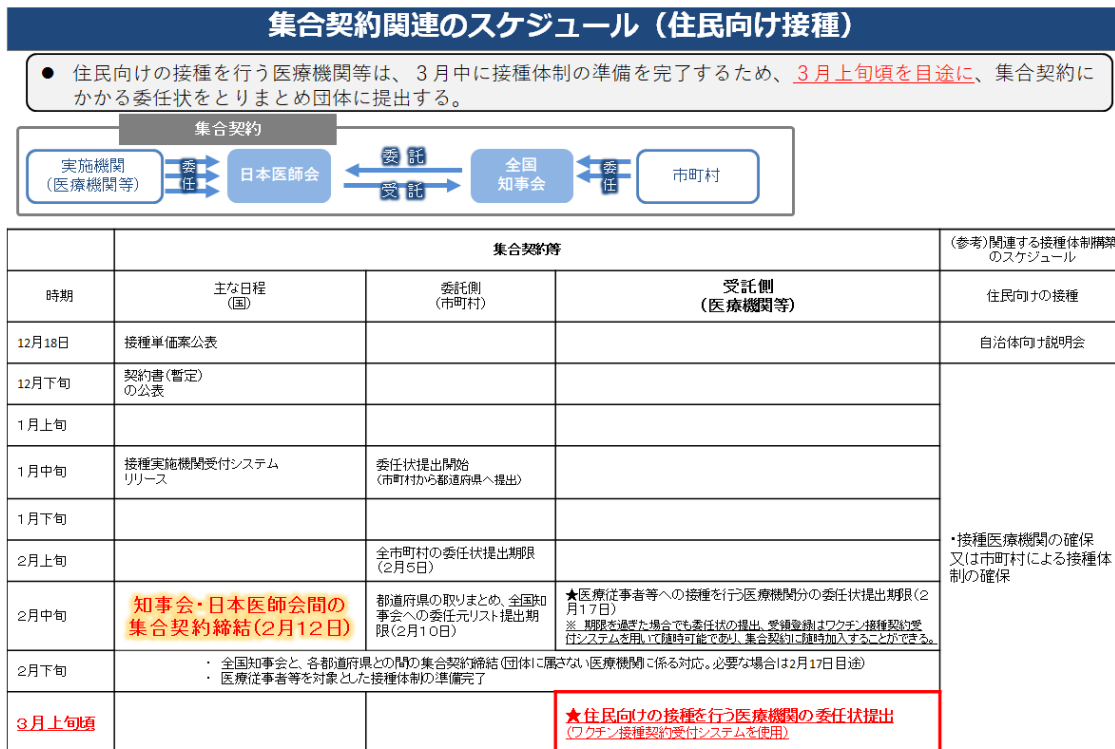 集合契約関連のスケジュール（住民向け接種）
● 住民向けの接種を行う医療機関等は、３月中に接種体制の準備を完了するため、３月上旬頃を目途に、集合契約に
かかる委任状をとりまとめ団体に提出する。
集合契約
実施機関
（医療機関等）
委任
日本医師会
委託
受託
全国
知事会
委任
市町村
集合契約等
(参考)関連する接種体制構築
のスケジュール
時期
主な日程
(国)
委託側
(市町村)
受託側
(医療機関等)
住民向けの接種
12月18日
接種単価案公表
自治体向け説明会
12月下旬
契約書(暫定)
の公表
1月上旬
1月中旬
接種実施機関受付システム
リリース
委任状提出開始
(市町村から都道府県へ提出)
1月下旬
2月上旬
全市町村の委任状提出期限
(2月5日)
・接種医療機関の確保
又は市町村による接種体
制の確保
2月中旬
知事会・日本医師会間の
集合契約締結(2月12日)
都道府県の取りまとめ、全国知
事会への委任元リスト提出期
限(2月10日)
★医療従事者等への接種を行う医療機関分の委任状提出期限(2
月17日)
※ 期限を過ぎた場合でも委任状の提出、受領登録はワクチン接種契約受
付システムを用いて随時可能であり、集合契約に随時加入することができる。
2月下旬
・ 全国知事会と、各都道府県との間の集合契約締結(団体に属さない医療機関に係る対応。必要な場合は2月17日目途)
・ 医療従事者等を対象とした接種体制の準備完了
３月上旬頃
★住民向けの接種を行う医療機関の委任状提出
(ワクチン接種契約受付システムを使用)